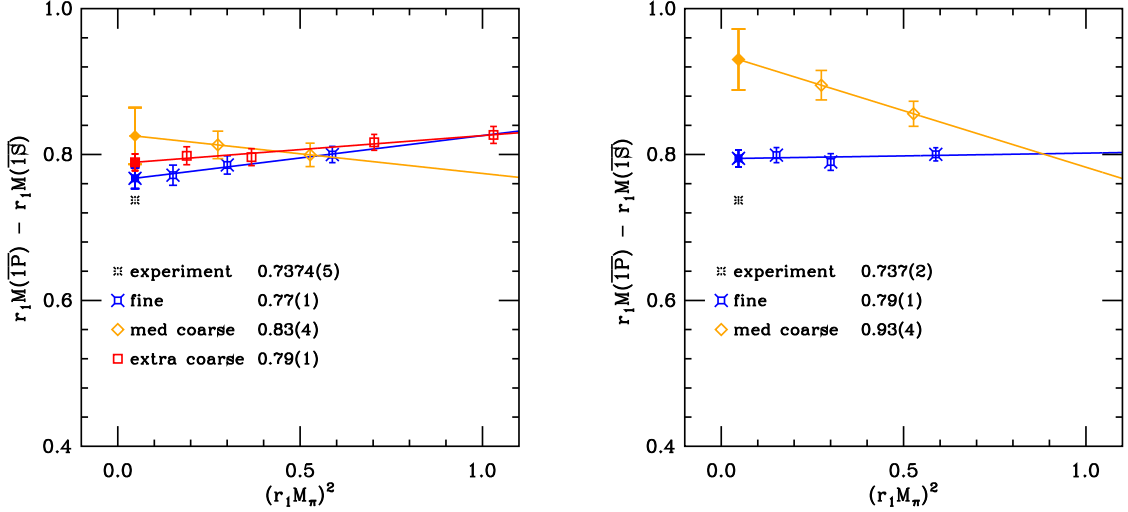 1.0
0.8
0.6
0.4
r₁M(1P̅) − r₁M(1S̅)
experiment 0.7374(5)
fine 0.77(1)
med coarse 0.83(4)
extra coarse 0.79(1)
0.0 0.5 1.0
(r₁M_π)²
1.0
0.8
0.6
0.4
r₁M(1P̅) − r₁M(1S̅)
experiment 0.737(2)
fine 0.79(1)
med coarse 0.93(4)
0.0 0.5 1.0
(r₁M_π)²